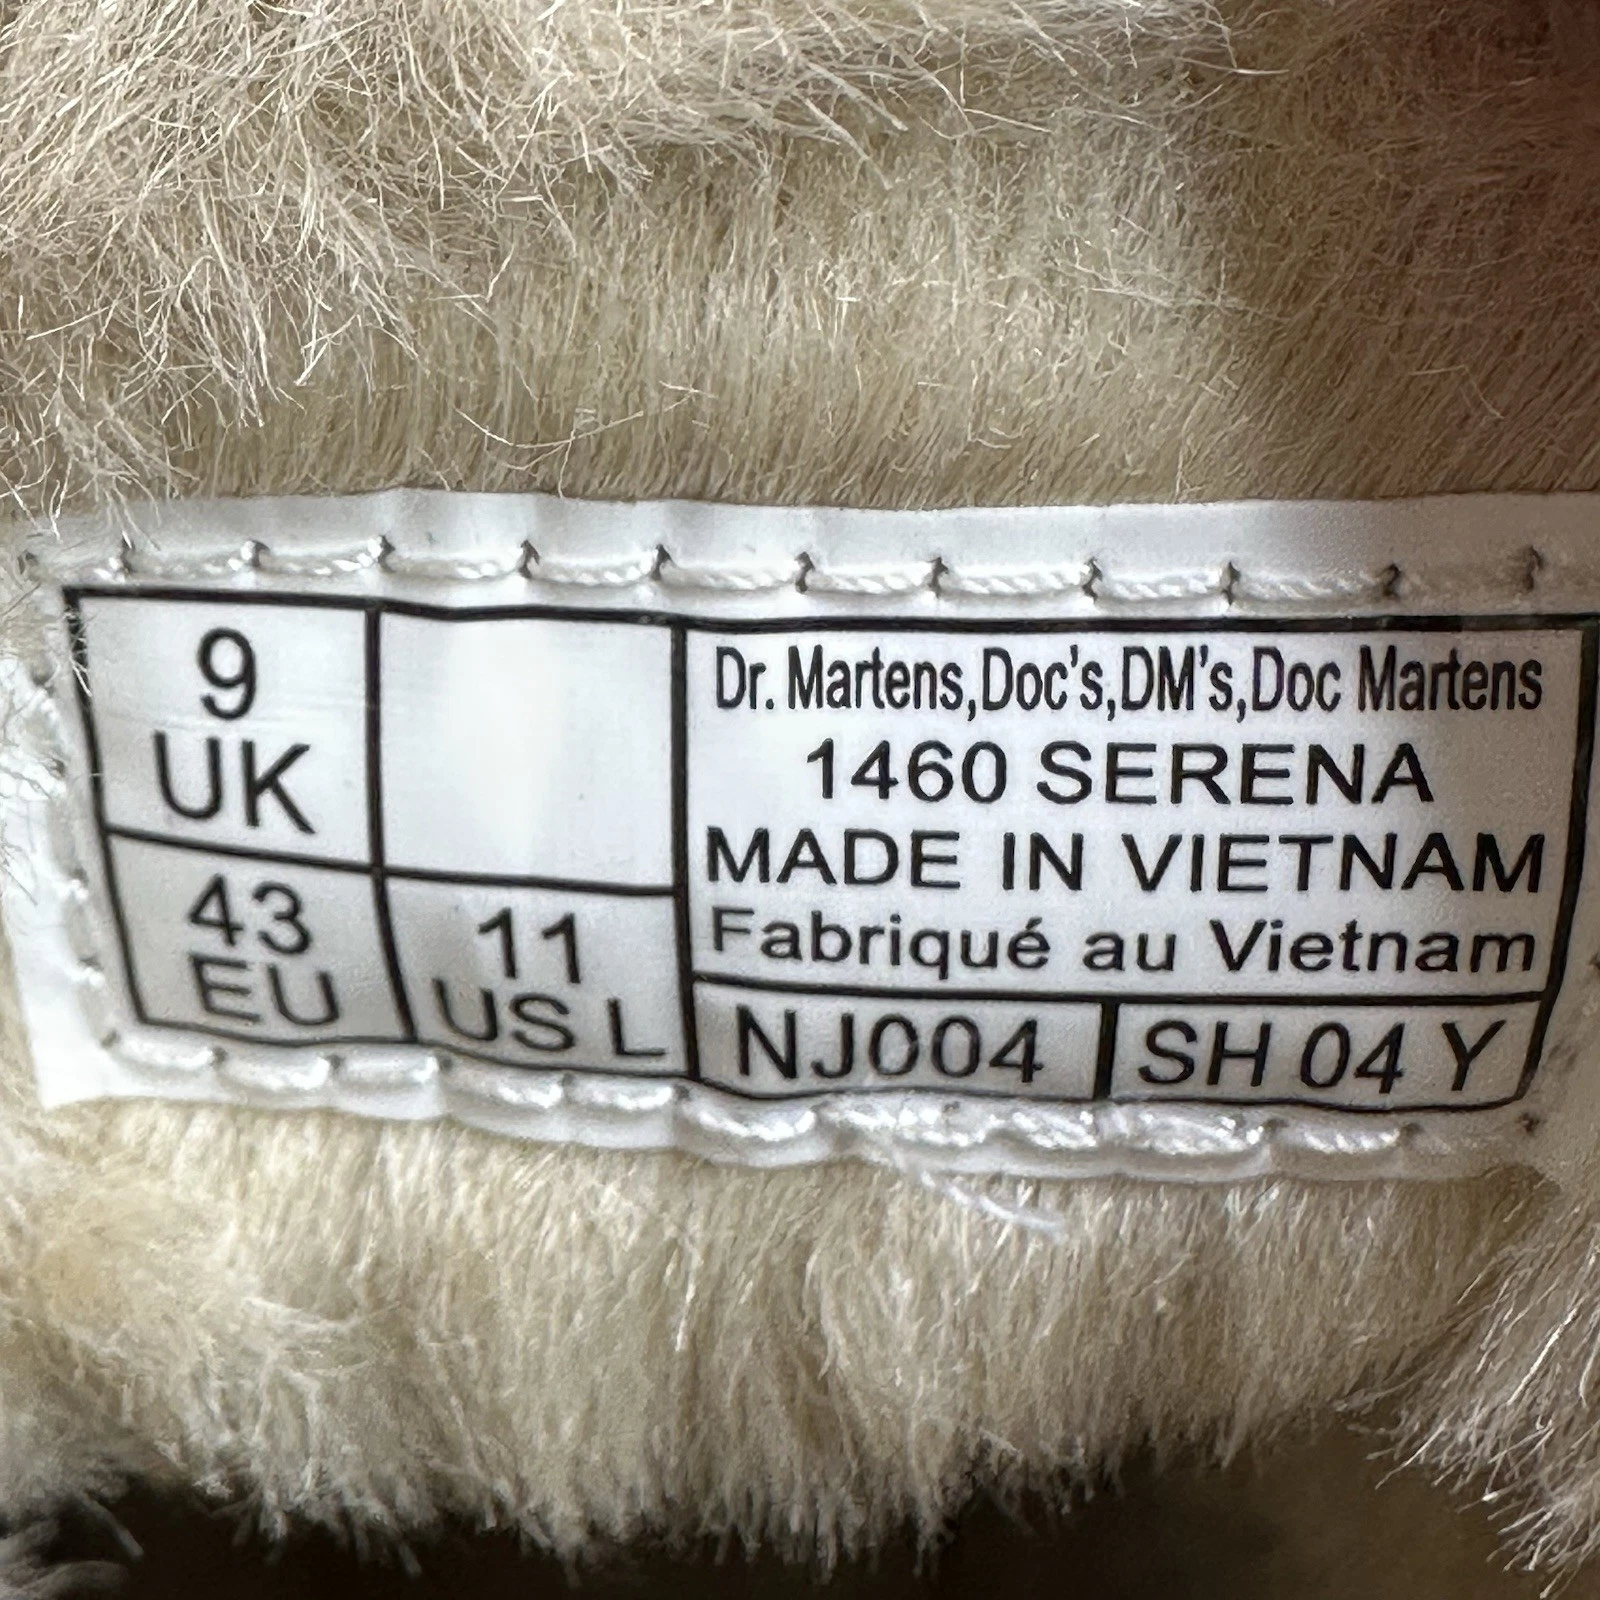 9
UK
43
EU
11
US L
Dr. Martens,Doc's,DM's,Doc Martens
1460 SERENA
MADE IN VIETNAM
Fabriqué au Vietnam
NJ004
SH 04 Y